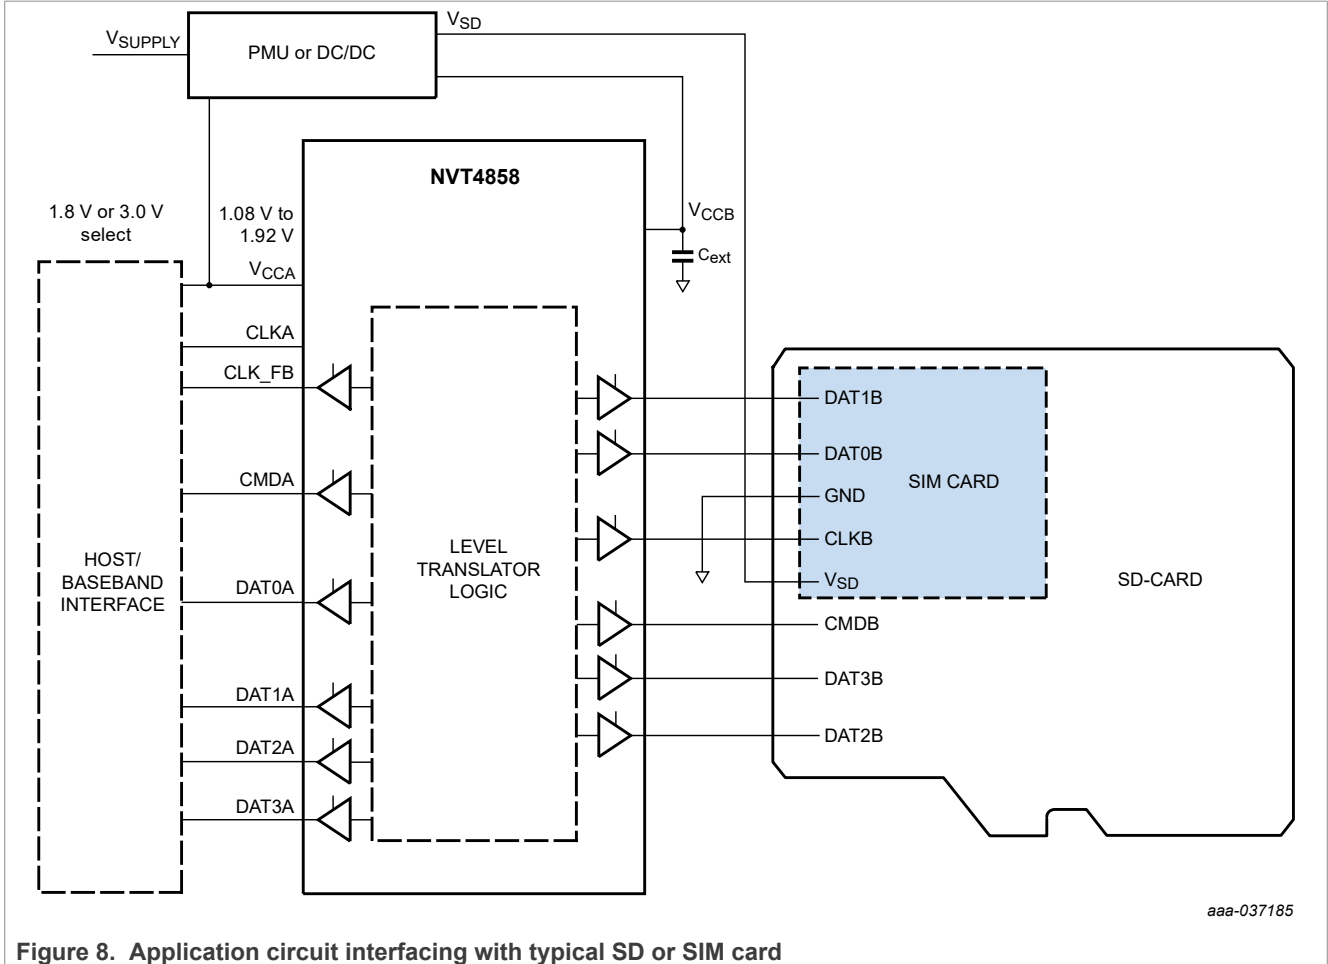 VSD
VSUPPLY
PMU or DC/DC
NVT4858
1.8 V or 3.0 V
select
1.08 V to
1.92 V
VCCB
Cext
VCCA
CLKA
CLK_FB
CMDA
DAT0A
DAT1A
DAT2A
DAT3A
HOST/
BASEBAND
INTERFACE
LEVEL
TRANSLATOR
LOGIC
DAT1B
DAT0B
GND
CLKB
VSD
CMDB
DAT3B
DAT2B
SIM CARD
SD-CARD
aaa-037185
Figure 8. Application circuit interfacing with typical SD or SIM card